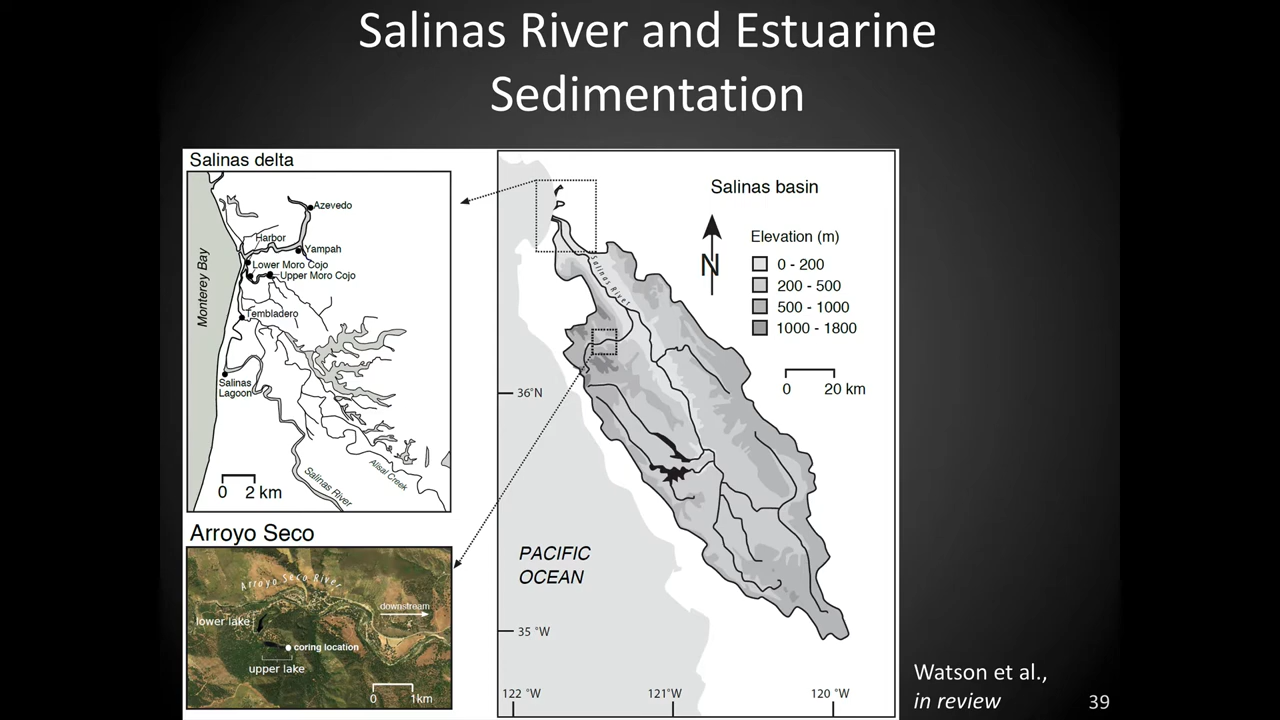 Salinas River and Estuarine
Sedimentation
Salinas delta
Azevedo
Harbor
Yampah
Lower Moro Cojo
Upper Moro Cojo
Monterey Bay
Tembladero
Salinas
Lagoon
Alisal Creek
Salinas River
0 2 km
Arroyo Seco
Arroyo Seco River
downstream
lower lake
coring location
upper lake
0 1km
Salinas basin
N
Elevation (m)
0 - 200
200 - 500
500 - 1000
1000 - 1800
0 20 km
Salinas River
36°N
PACIFIC
OCEAN
35 °W
122 °W
121°W
120 °W
Watson et al.,
in review
39